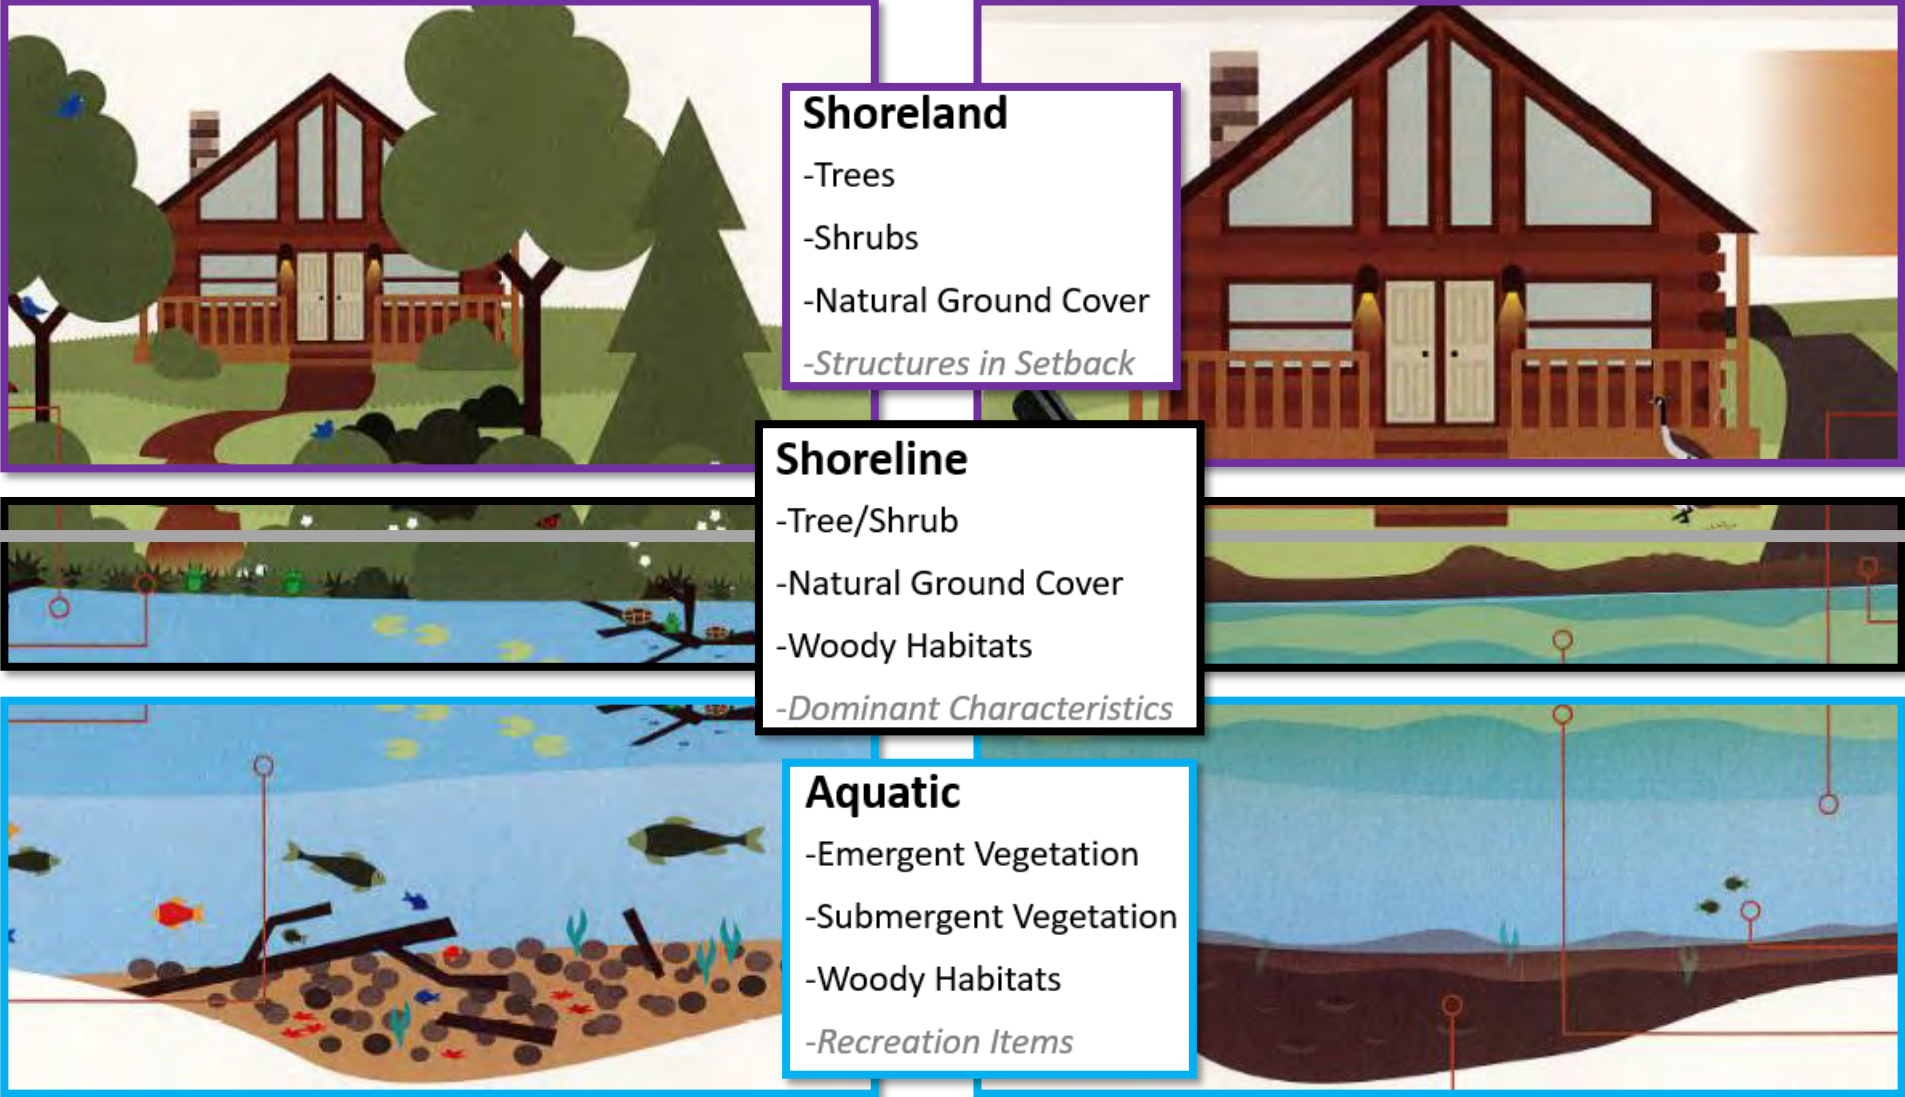 Shoreland
-Trees
-Shrubs
-Natural Ground Cover
-Structures in Setback
Shoreline
-Tree/Shrub
-Natural Ground Cover
-Woody Habitats
-Dominant Characteristics
Aquatic
-Emergent Vegetation
-Submergent Vegetation
-Woody Habitats
-Recreation Items